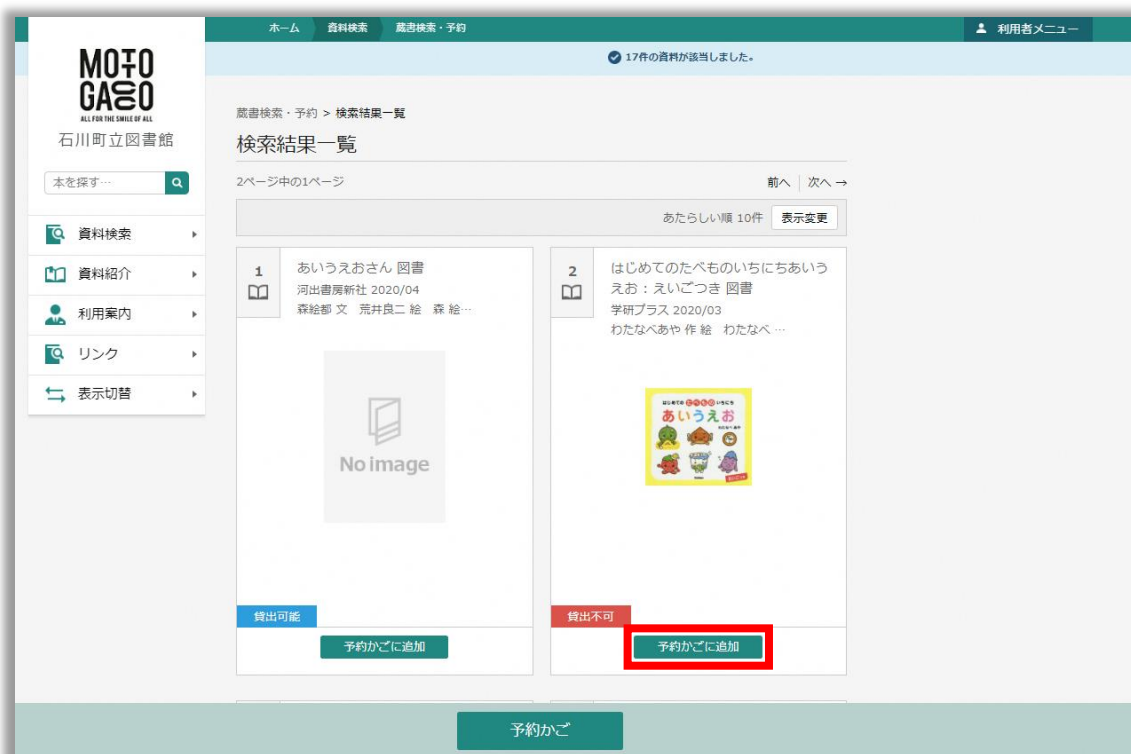 ホーム 資料検索 蔵書検索・予約 利用者メニュー
17件の資料が該当しました。
MOTO
GACO
ALL FOR THE SMILE OF ALL
石川町立図書館
本を探す…
資料検索
資料紹介
利用案内
リンク
表示切替
蔵書検索・予約 > 検索結果一覧
検索結果一覧
2ページ中の1ページ 前へ 次へ →
あたらしい順 10件 表示変更
1
あいうえおさん 図書
河出書房新社 2020/04
森絵都 文 荒井良二 絵 森 絵…
No image
貸出可能
予約かごに追加
2
はじめてのたべものいちにちあいう
えお：えいごつき 図書
学研プラス 2020/03
わたなべあや 作 絵 わたなべ …
はじめての たべもの いちにち
あいうえお
貸出不可
予約かごに追加
予約かご